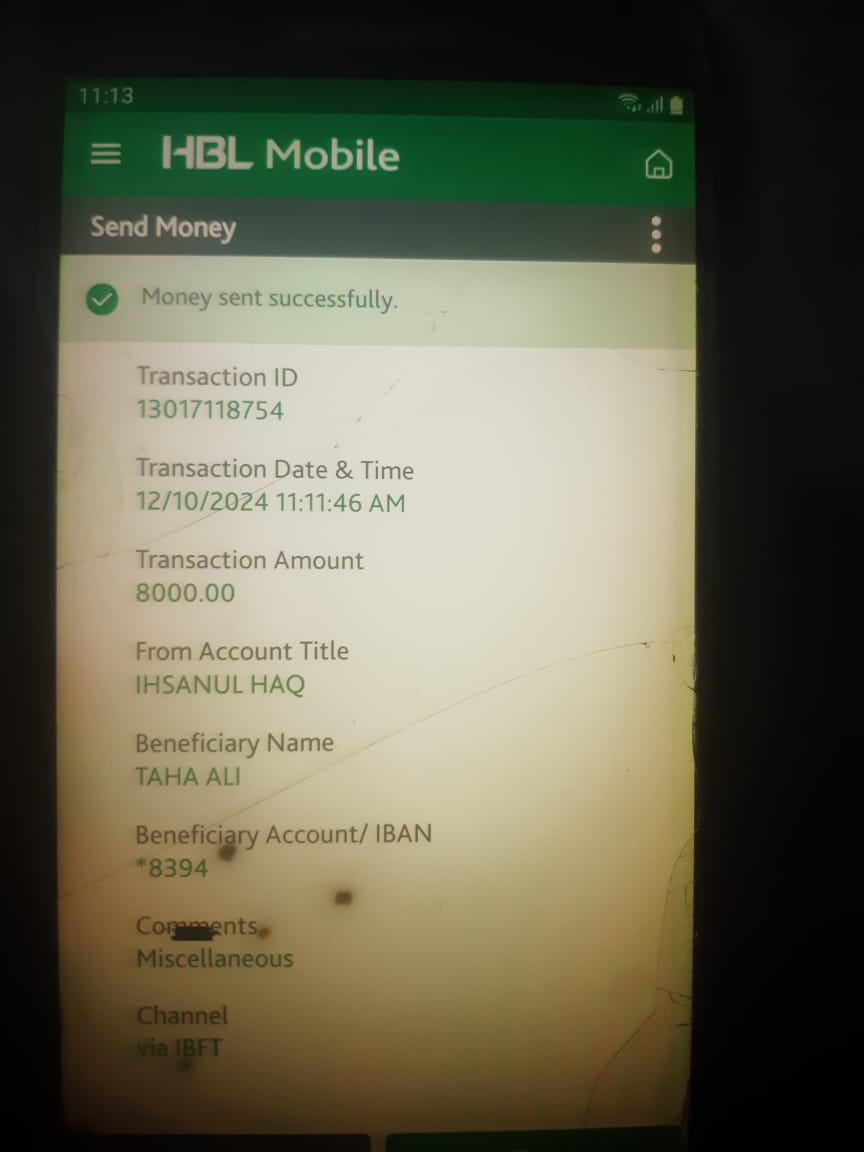 11:13
HBL Mobile
Send Money
Money sent successfully.
Transaction ID
13017118754
Transaction Date & Time
12/10/2024 11:11:46 AM
Transaction Amount
8000.00
From Account Title
IHSANUL HAQ
Beneficiary Name
TAHA ALI
Beneficiary Account/ IBAN
*8394
Comments
Miscellaneous
Channel
via IBFT